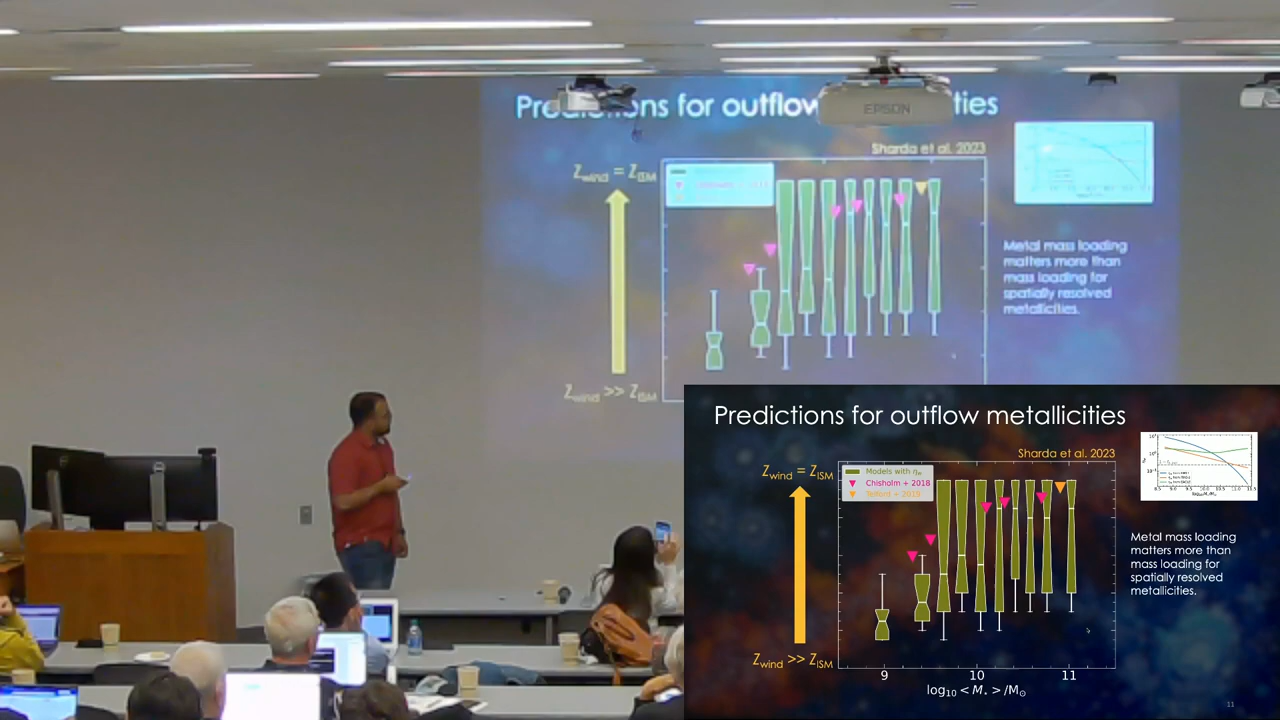 Predictions for outflow
ties
EPSON
Sharda et al. 2023
Z_wind = Z_ISM
Z_wind >> Z_ISM
Metal mass loading
matters more than
mass loading for
spatially resolved
metallicities.
Predictions for outflow metallicities
Sharda et al. 2023
Z_wind = Z_ISM
Models with η_w
Chisholm + 2018
Telford + 2019
Metal mass loading
matters more than
mass loading for
spatially resolved
metallicities.
Z_wind >> Z_ISM
9 10 11
log₁₀ < M⋆ > /M⊙
11